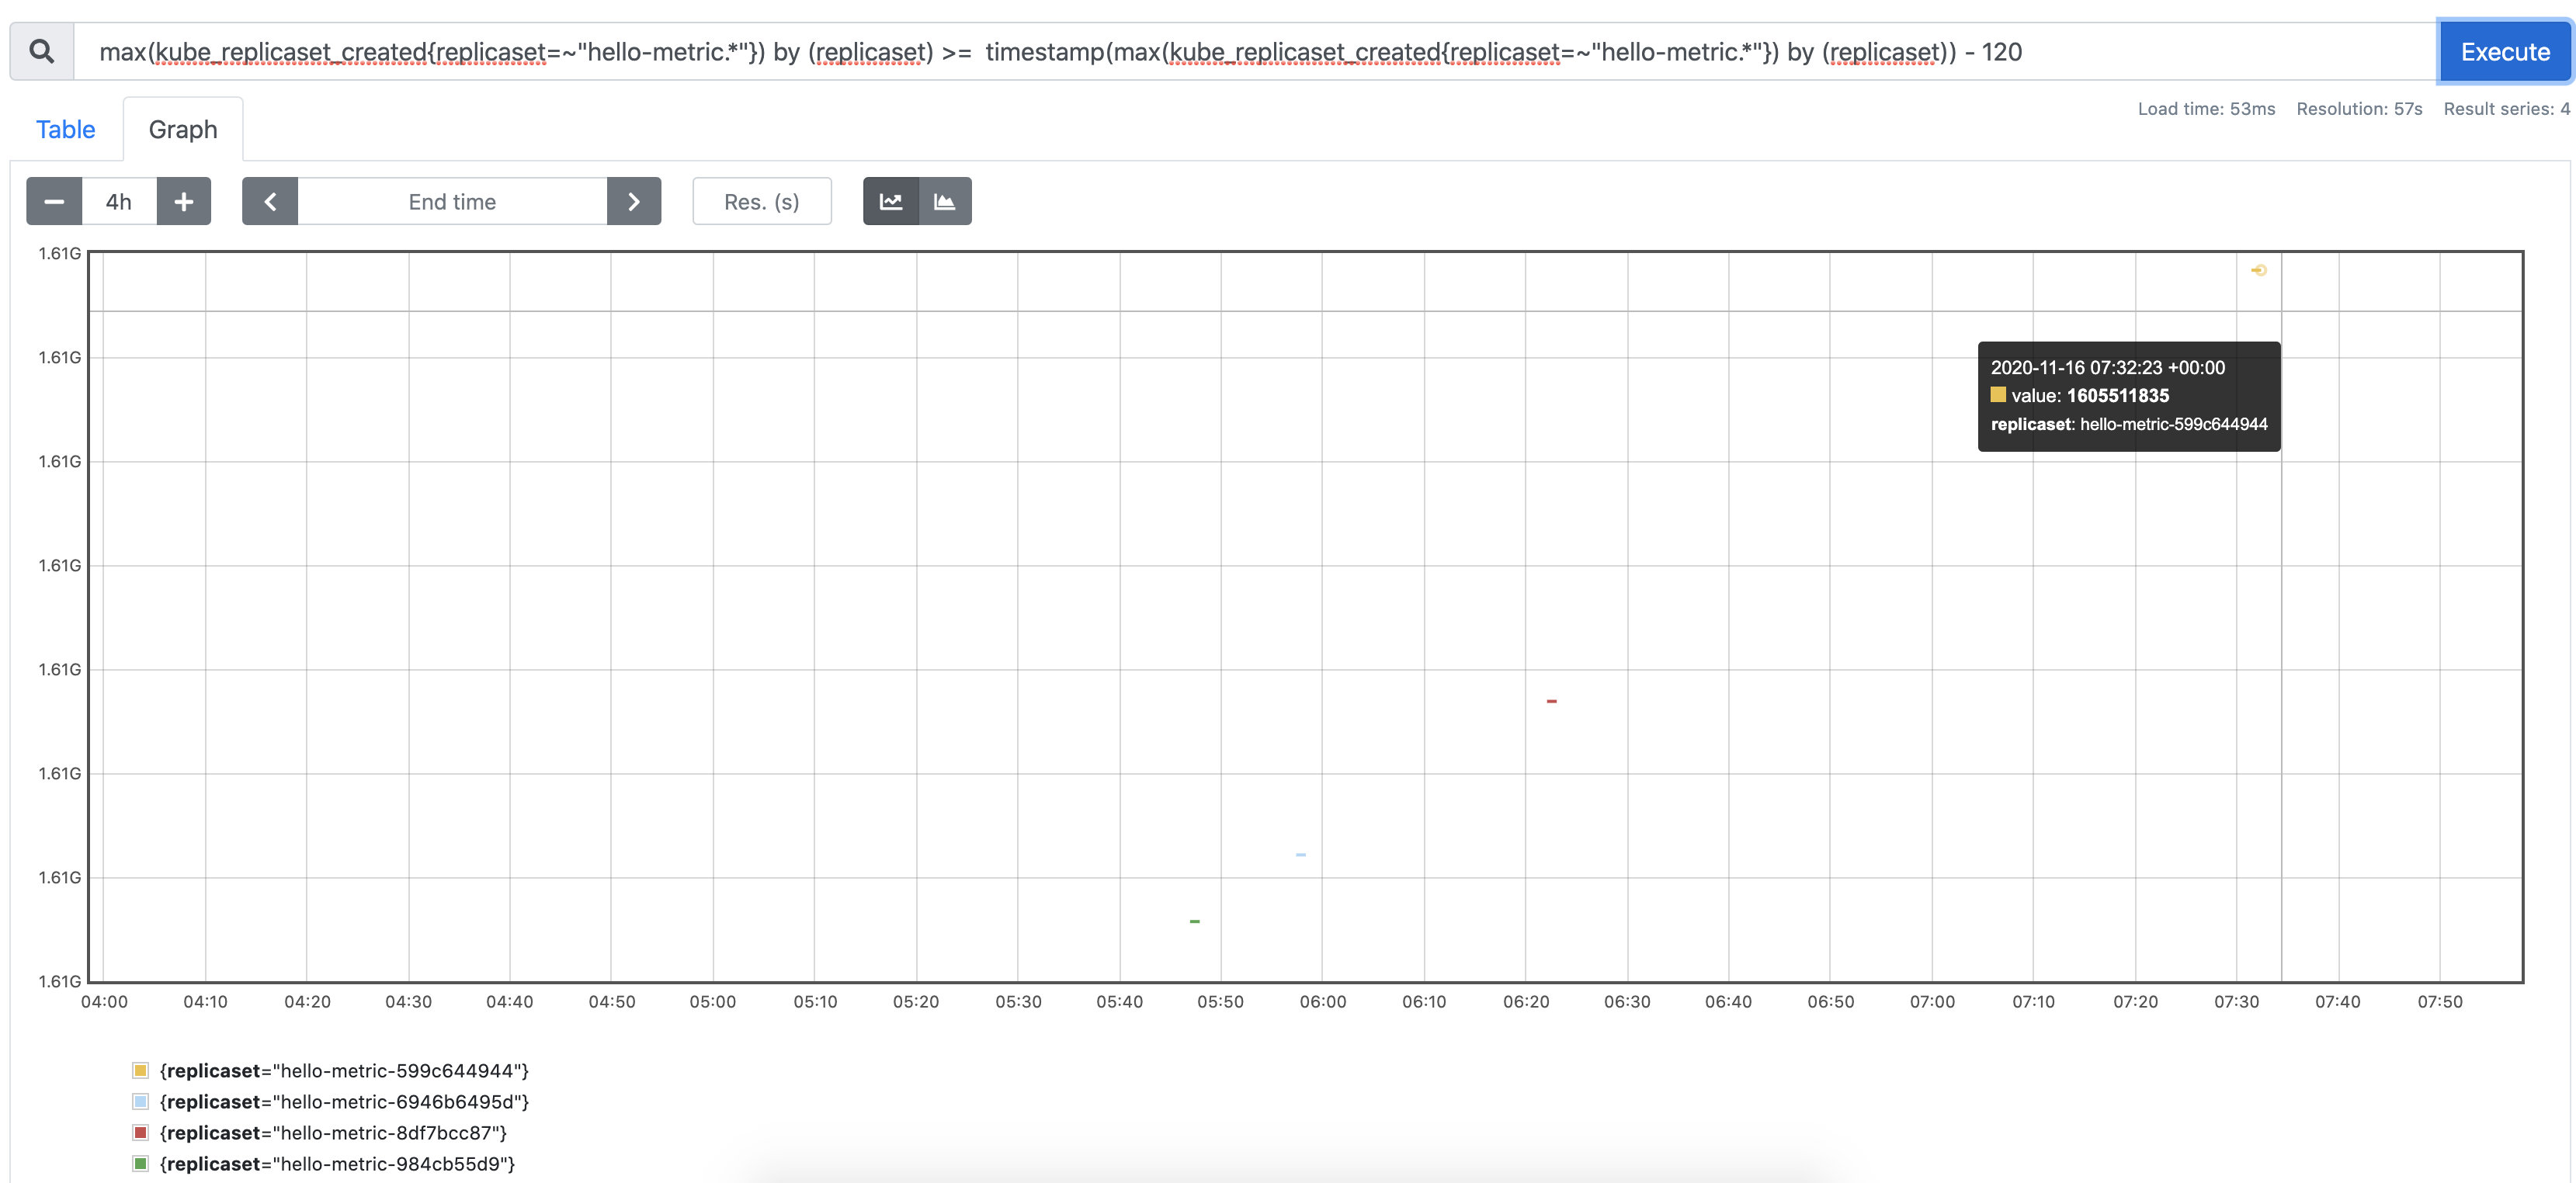 max(kube_replicaset_created{replicaset=~"hello-metric.*"}) by (replicaset) >=  timestamp(max(kube_replicaset_created{replicaset=~"hello-metric.*"}) by (replicaset)) - 120
Execute
Load time: 53ms Resolution: 57s Result series: 4
Table Graph
4h End time Res. (s)
1.61G
1.61G
1.61G
1.61G
1.61G
1.61G
1.61G
1.61G
2020-11-16 07:32:23 +00:00
value: 1605511835
replicaset: hello-metric-599c644944
04:00 04:10 04:20 04:30 04:40 04:50 05:00 05:10 05:20 05:30 05:40 05:50 06:00 06:10 06:20 06:30 06:40 06:50 07:00 07:10 07:20 07:30 07:40 07:50
{replicaset="hello-metric-599c644944"}
{replicaset="hello-metric-6946b6495d"}
{replicaset="hello-metric-8df7bcc87"}
{replicaset="hello-metric-984cb55d9"}